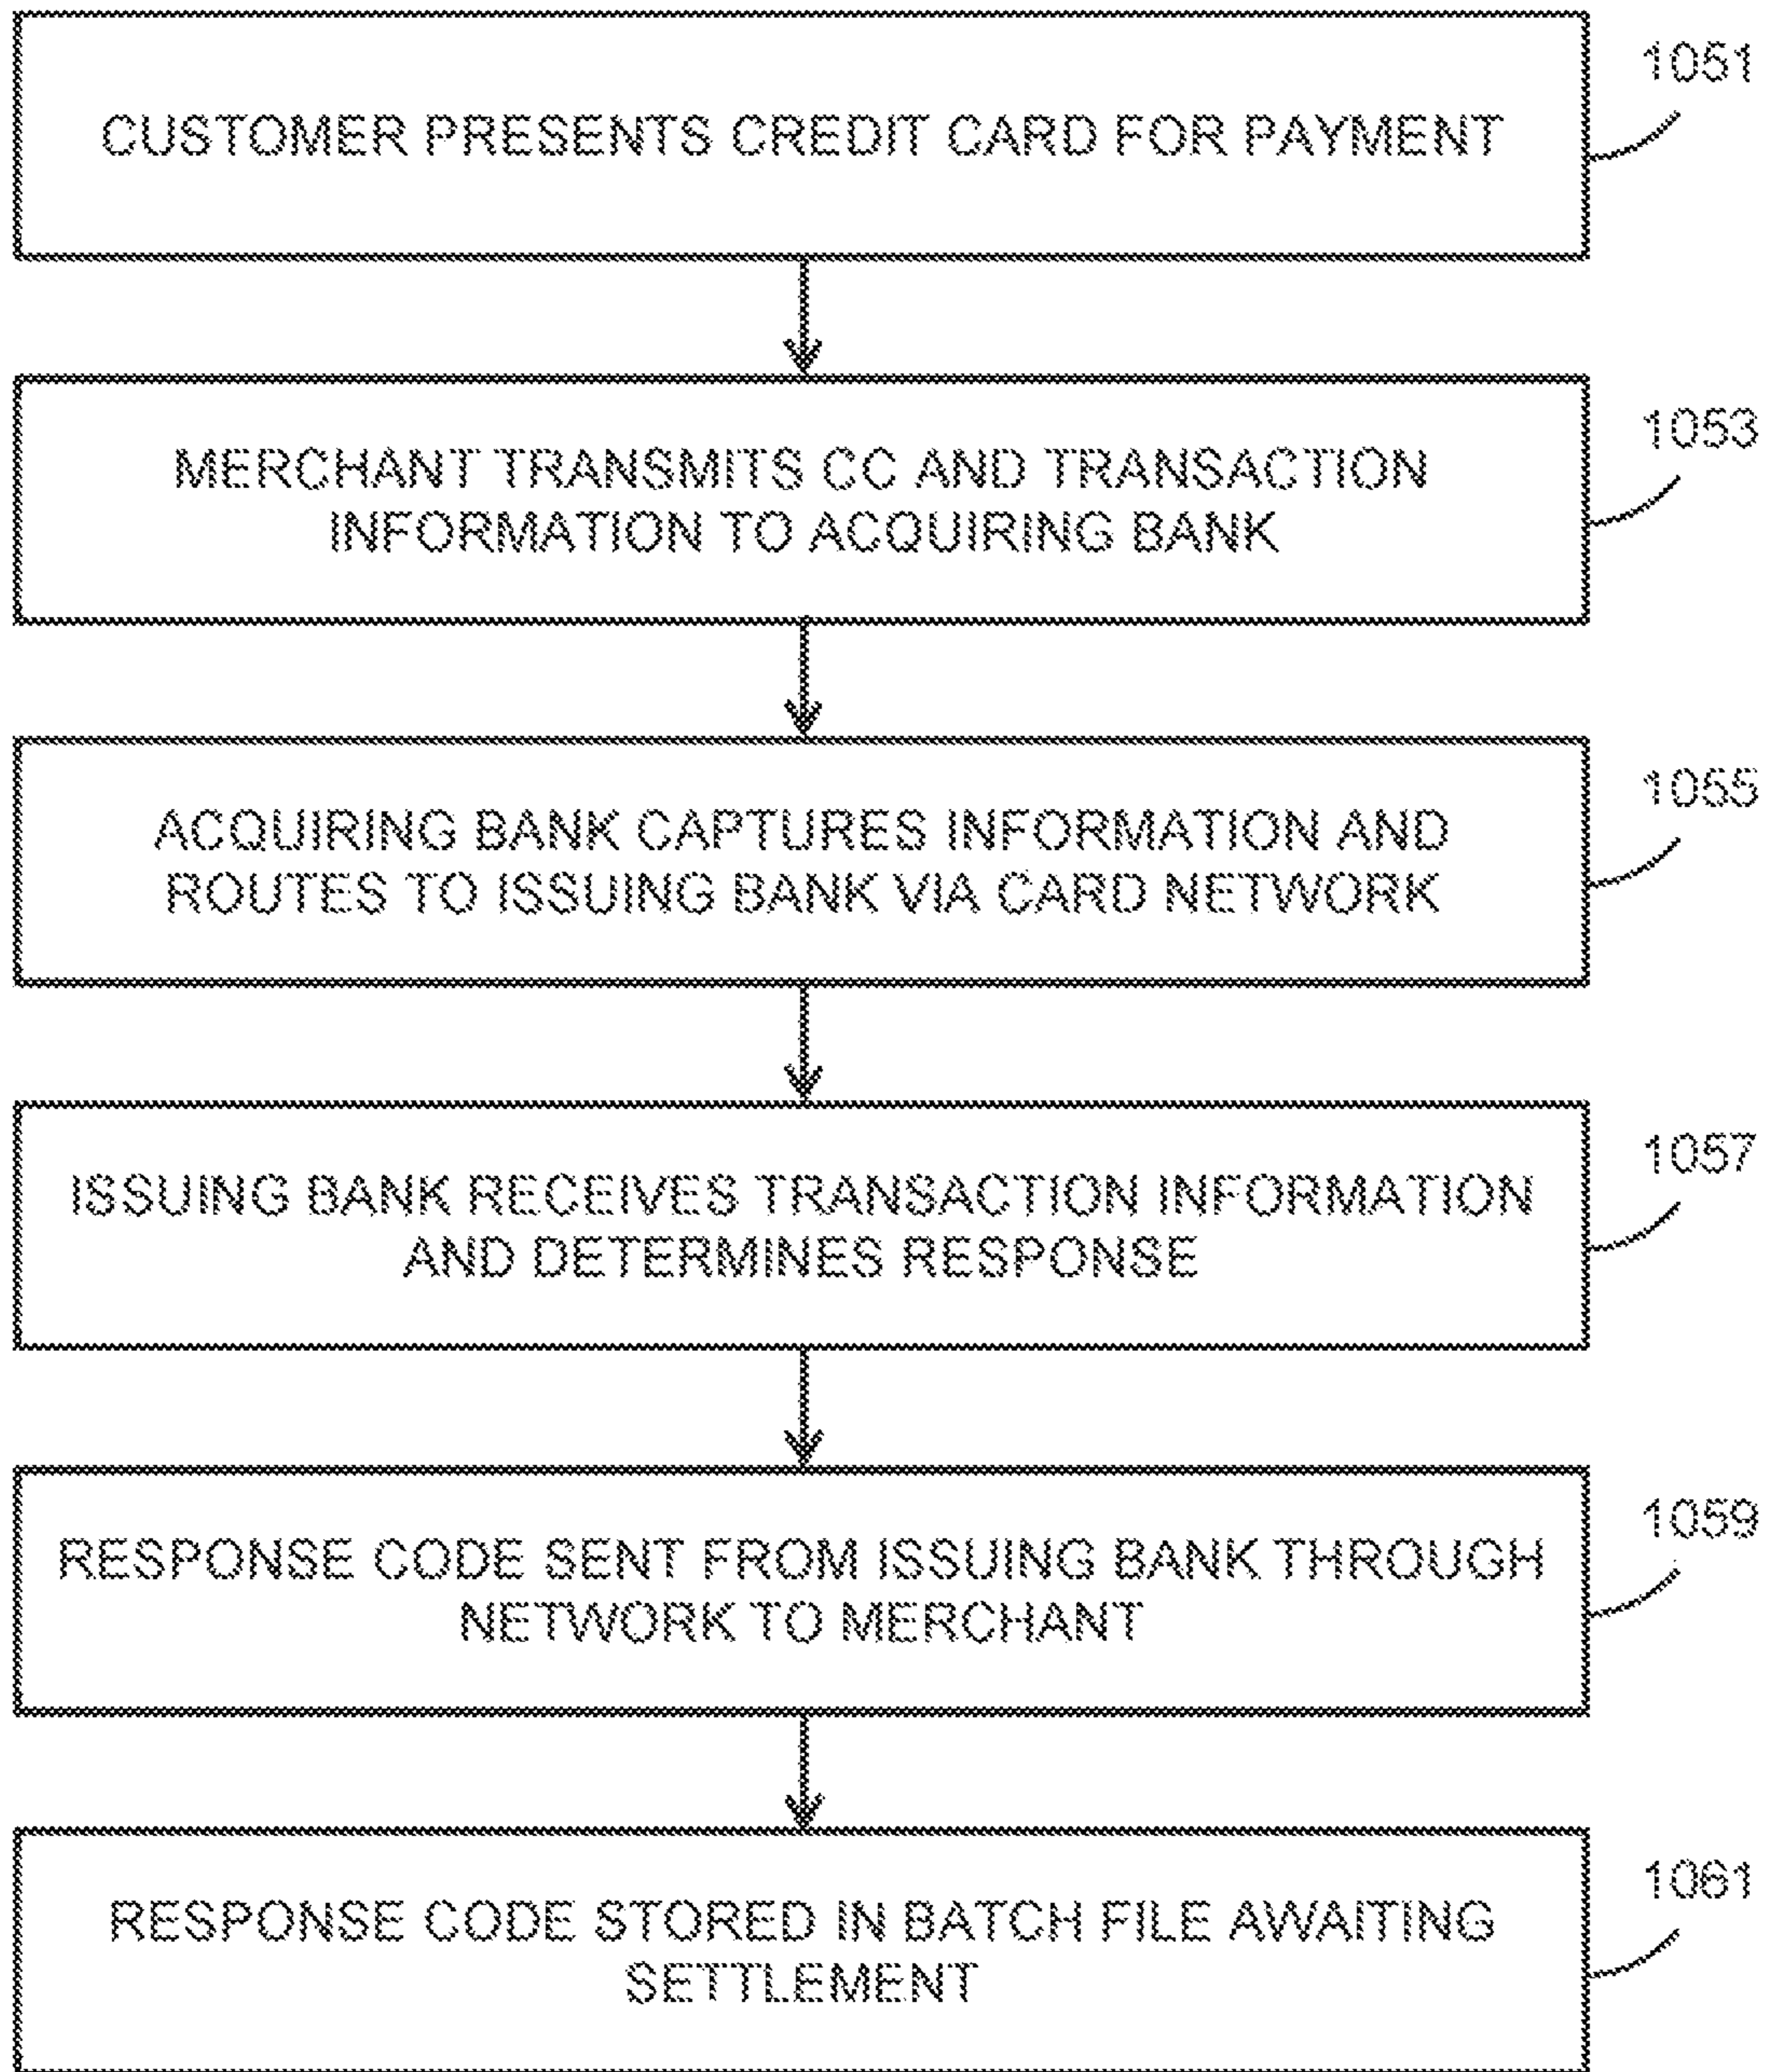 CUSTOMER PRESENTS CREDIT CARD FOR PAYMENT
1051
MERCHANT TRANSMITS CC AND TRANSACTION
INFORMATION TO ACQUIRING BANK
1053
ACQUIRING BANK CAPTURES INFORMATION AND
ROUTES TO ISSUING BANK VIA CARD NETWORK
1055
ISSUING BANK RECEIVES TRANSACTION INFORMATION
AND DETERMINES RESPONSE
1057
RESPONSE CODE SENT FROM ISSUING BANK THROUGH
NETWORK TO MERCHANT
1059
RESPONSE CODE STORED IN BATCH FILE AWAITING
SETTLEMENT
1061